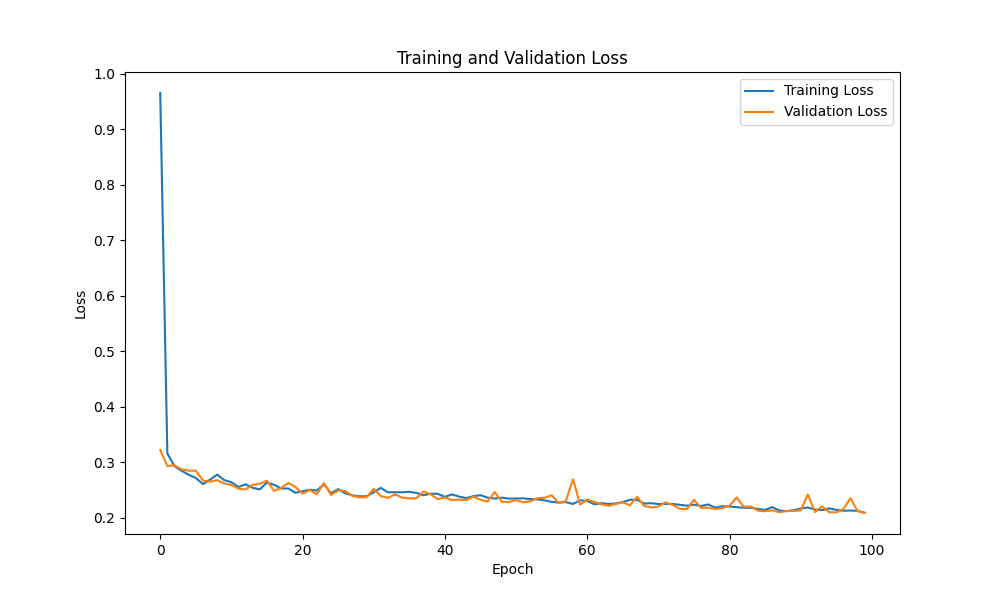 Training and Validation Loss
Training Loss
Validation Loss
Loss
1.0
0.9
0.8
0.7
0.6
0.5
0.4
0.3
0.2
0 20 40 60 80 100
Epoch